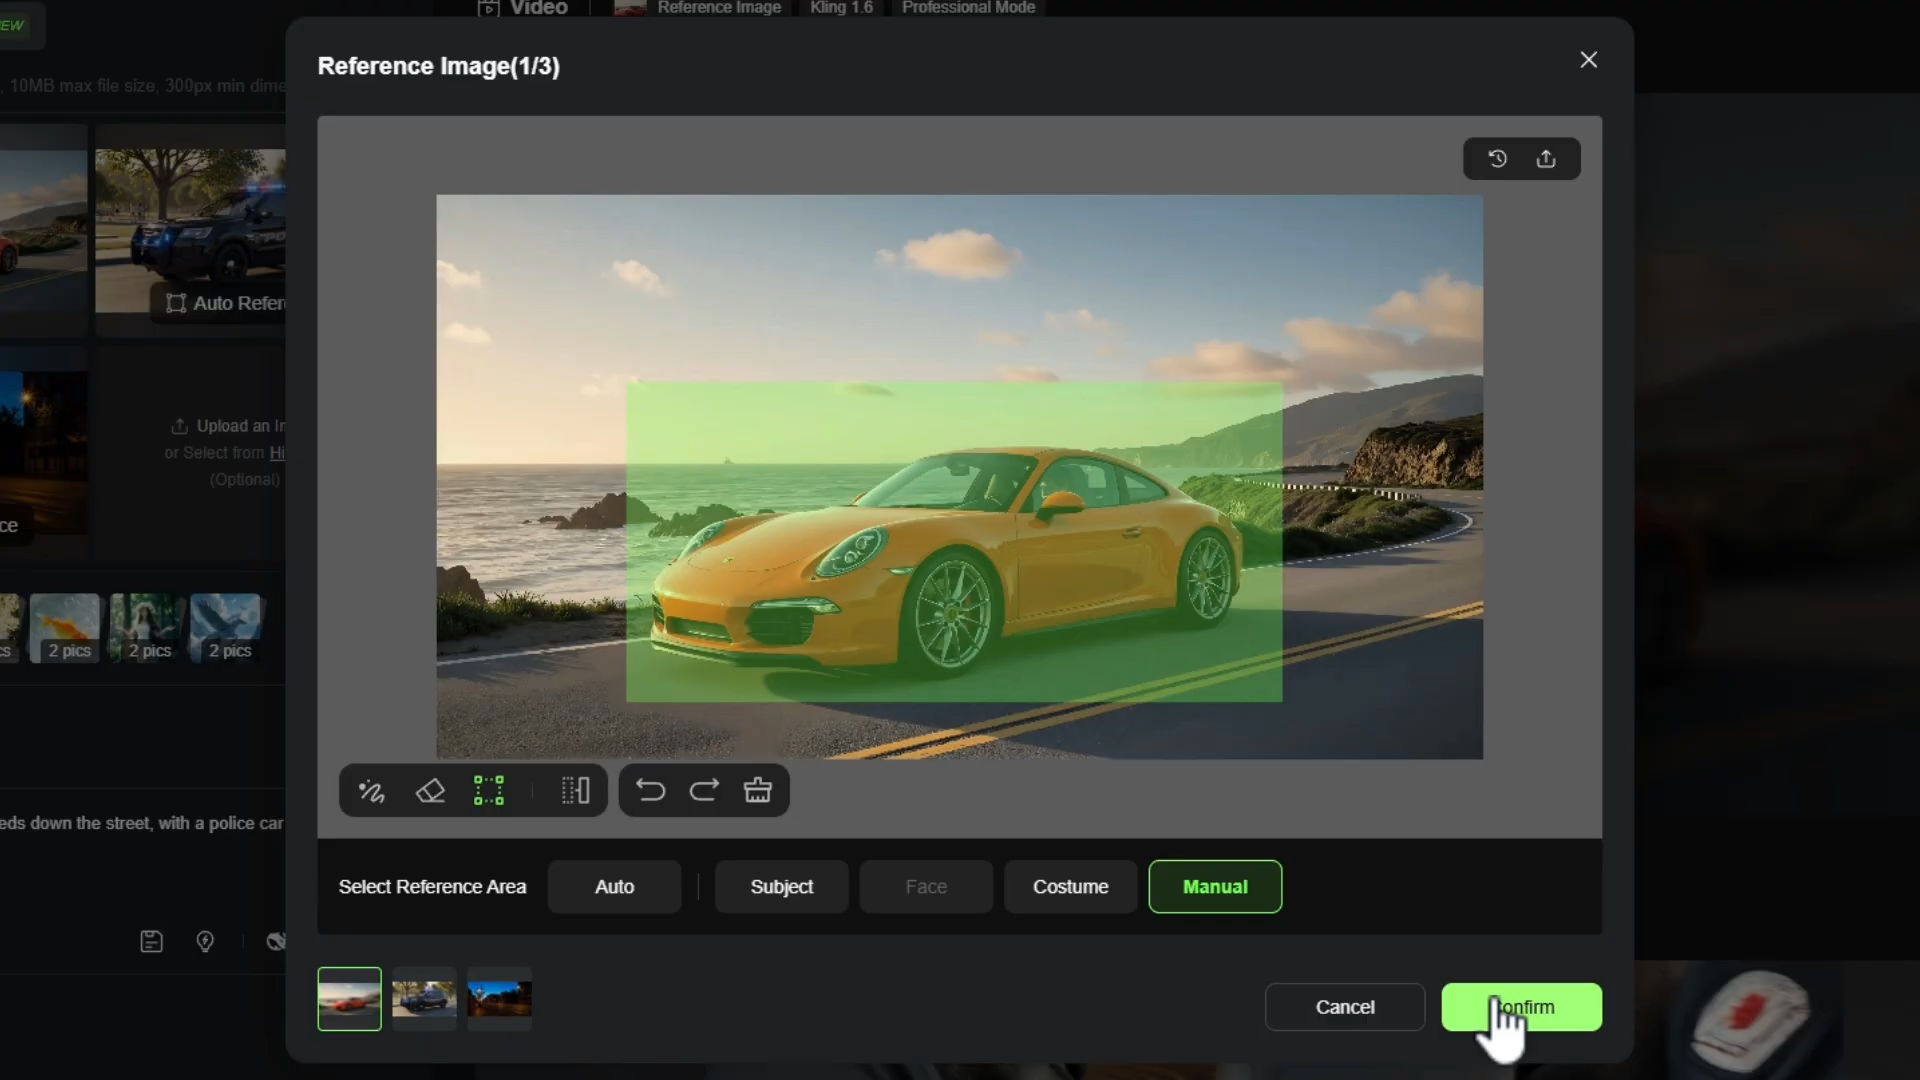 EW
Video
Reference Image
Kling 1.6
Professional Mode
Reference Image(1/3)
, 10MB max file size, 300px min dime
Auto Refer
Upload an
or Select from Hi
(Optional)
ce
cs
2 pics
2 pics
2 pics
eds down the street, with a police car
Select Reference Area
Auto
Subject
Face
Costume
Manual
Cancel
onfirm